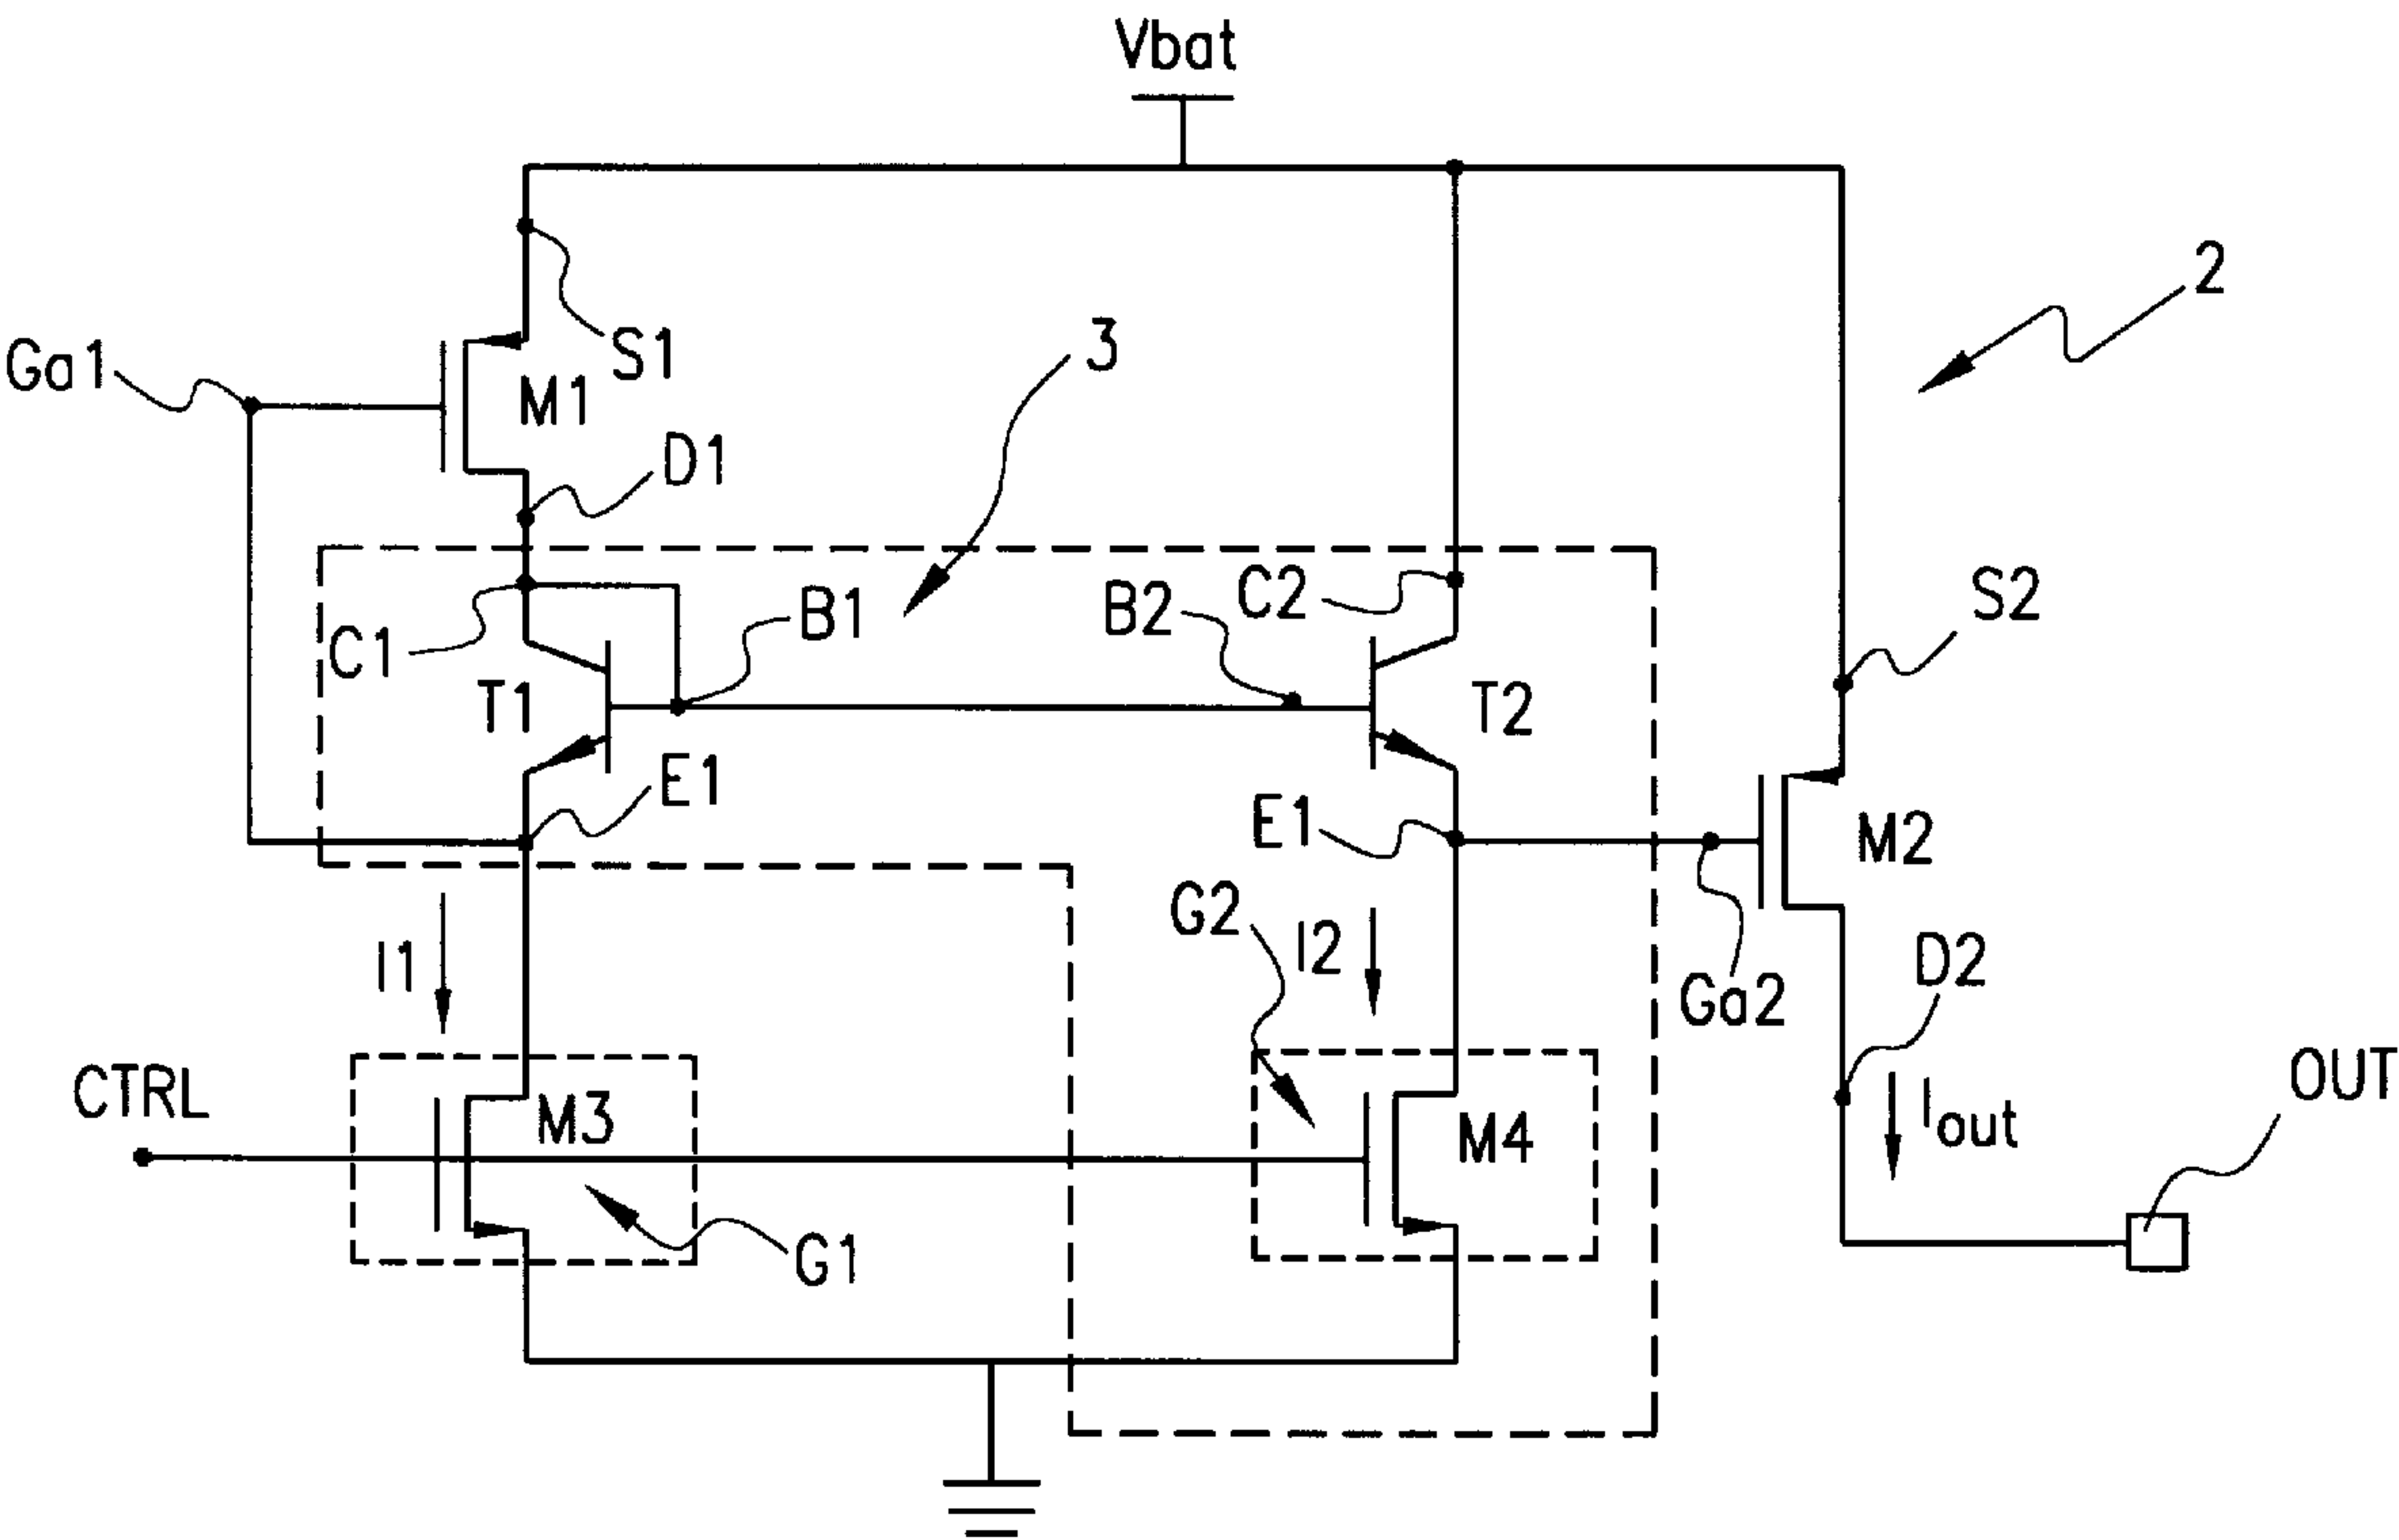 Vbat
2
S1
3
Ga1
M1
D1
B1
B2
C2
S2
C1
T1
T2
E1
E1
M2
G2
I1
I2
D2
Ga2
CTRL
M3
M4
Iout
OUT
G1